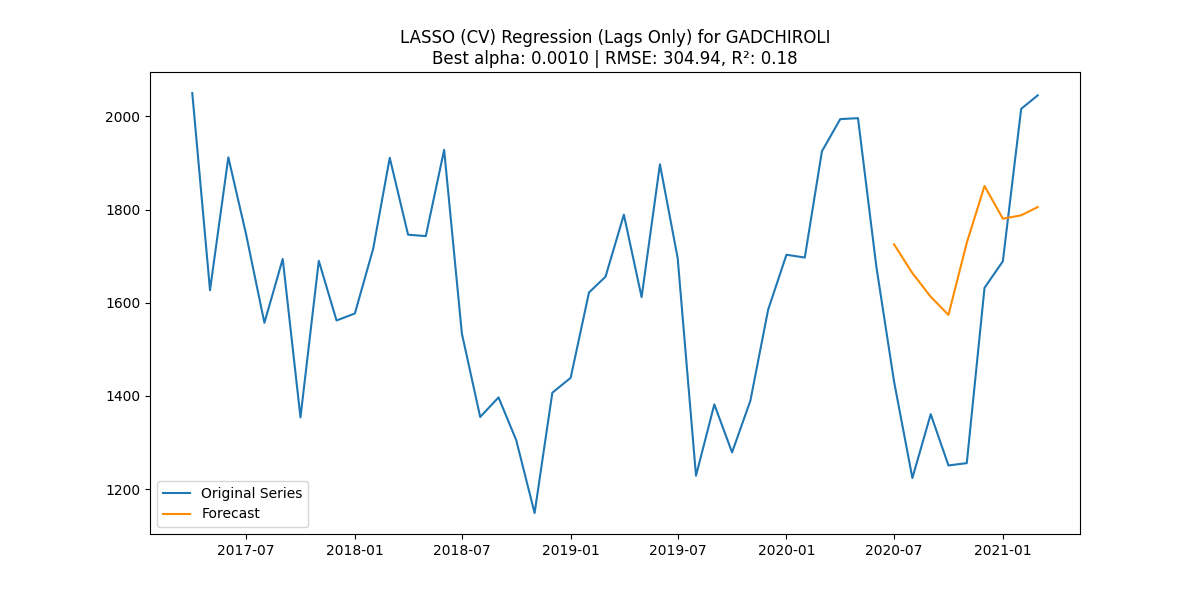 LASSO (CV) Regression (Lags Only) for GADCHIROLI
Best alpha: 0.0010 | RMSE: 304.94, R²: 0.18
2000
1800
1600
1400
1200
Original Series
Forecast
2017-07 2018-01 2018-07 2019-01 2019-07 2020-01 2020-07 2021-01